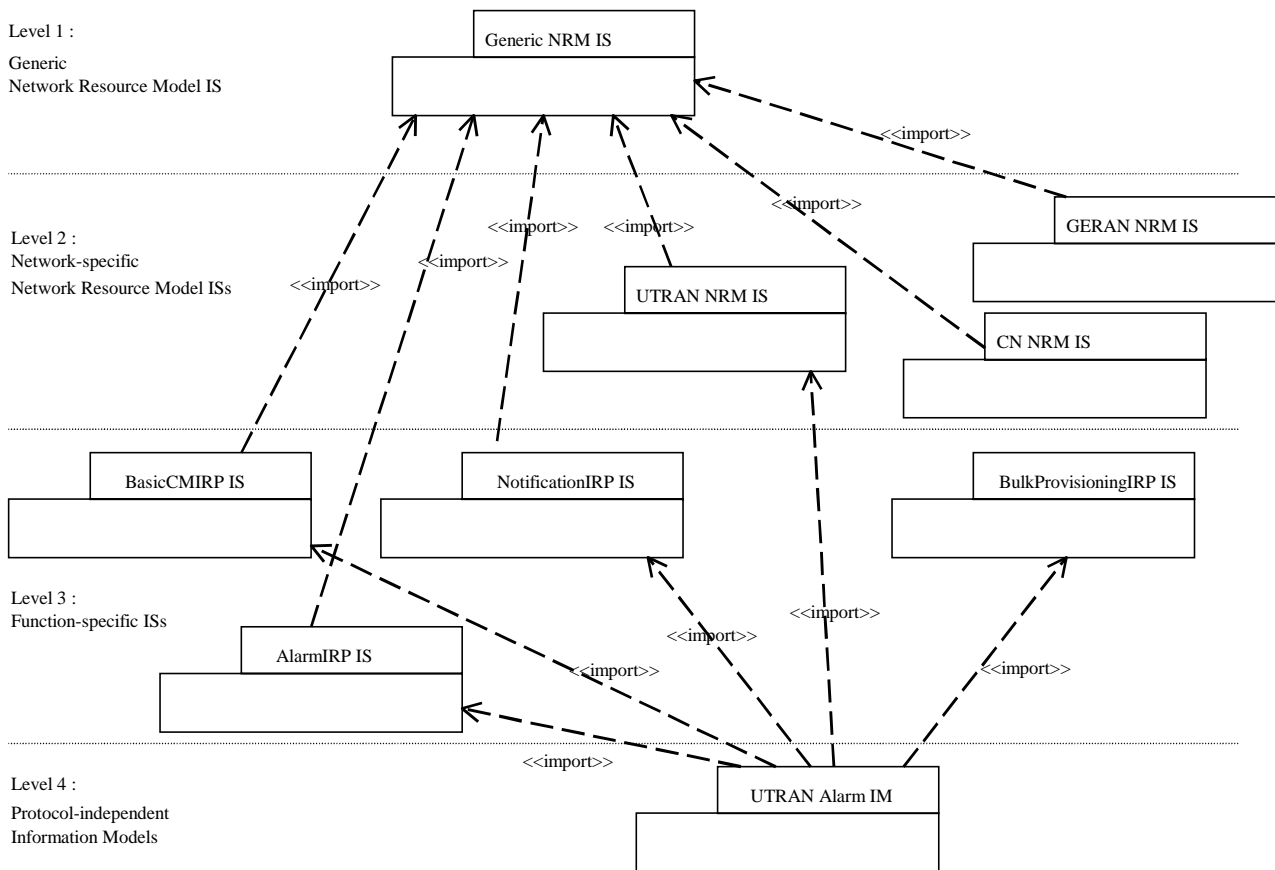 Level 1 :
Generic
Network Resource Model IS
Generic NRM IS
<<import>>
Level 2 :
Network-specific
Network Resource Model ISs
<<import>>
<<import>>
<<import>>
<<import>>
<<import>>
GERAN NRM IS
UTRAN NRM IS
CN NRM IS
BasicCMIRP IS
NotificationIRP IS
BulkProvisioningIRP IS
Level 3 :
Function-specific ISs
<<import>>
<<import>>
<<import>>
<<import>>
AlarmIRP IS
<<import>>
Level 4 :
Protocol-independent
Information Models
UTRAN Alarm IM